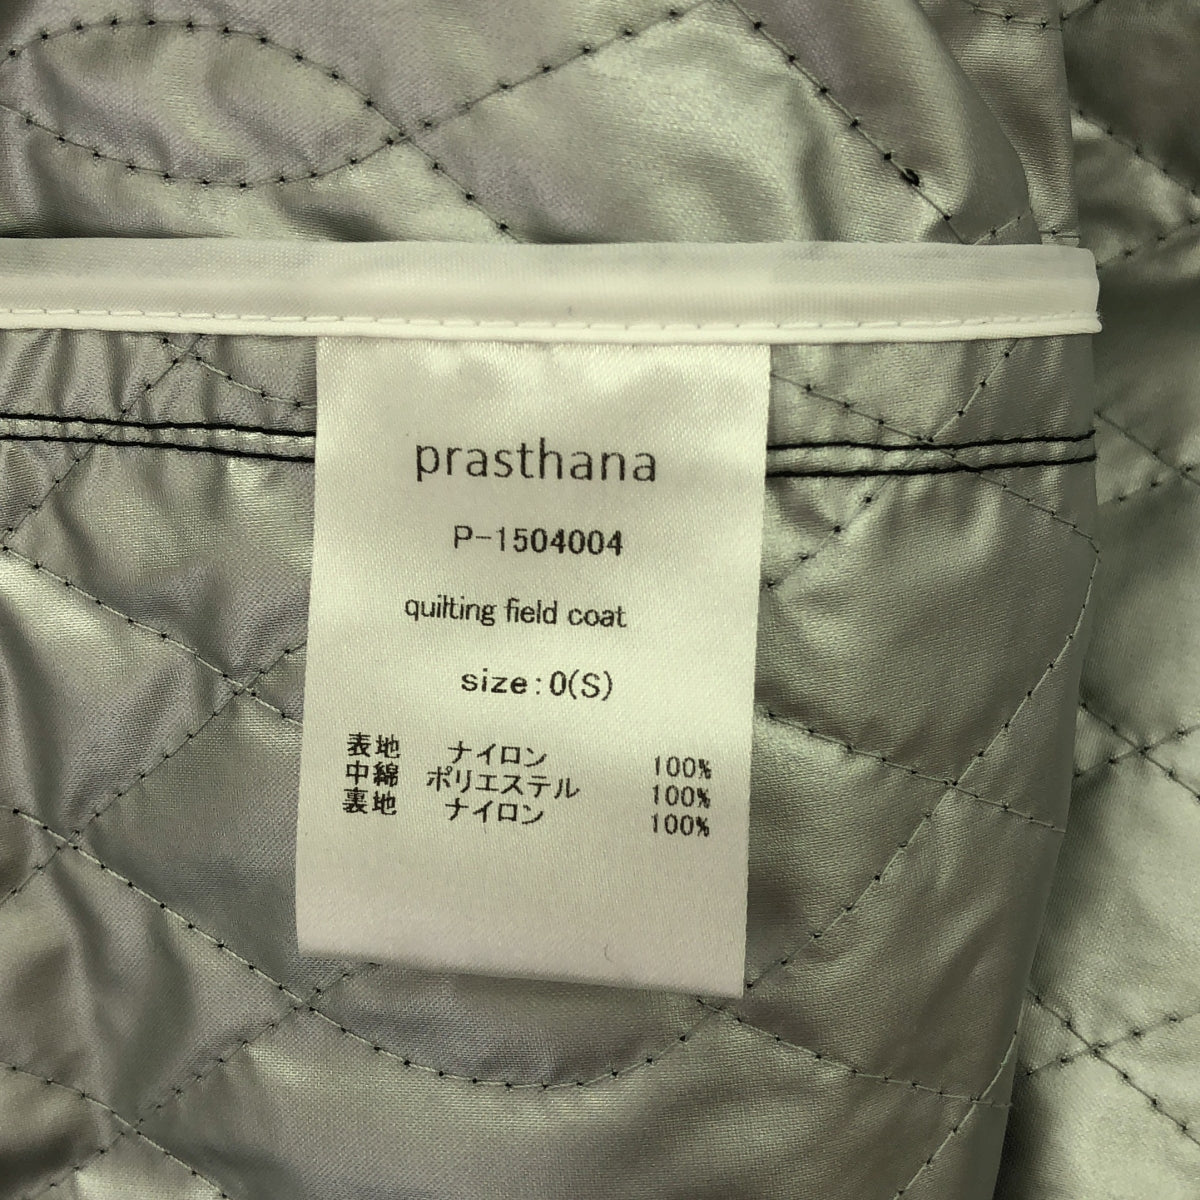 prasthana
P-1504004
quilting field coat
size:0(S)
表地 ナイロン 100%
中綿 ポリエステル 100%
裏地 ナイロン 100%